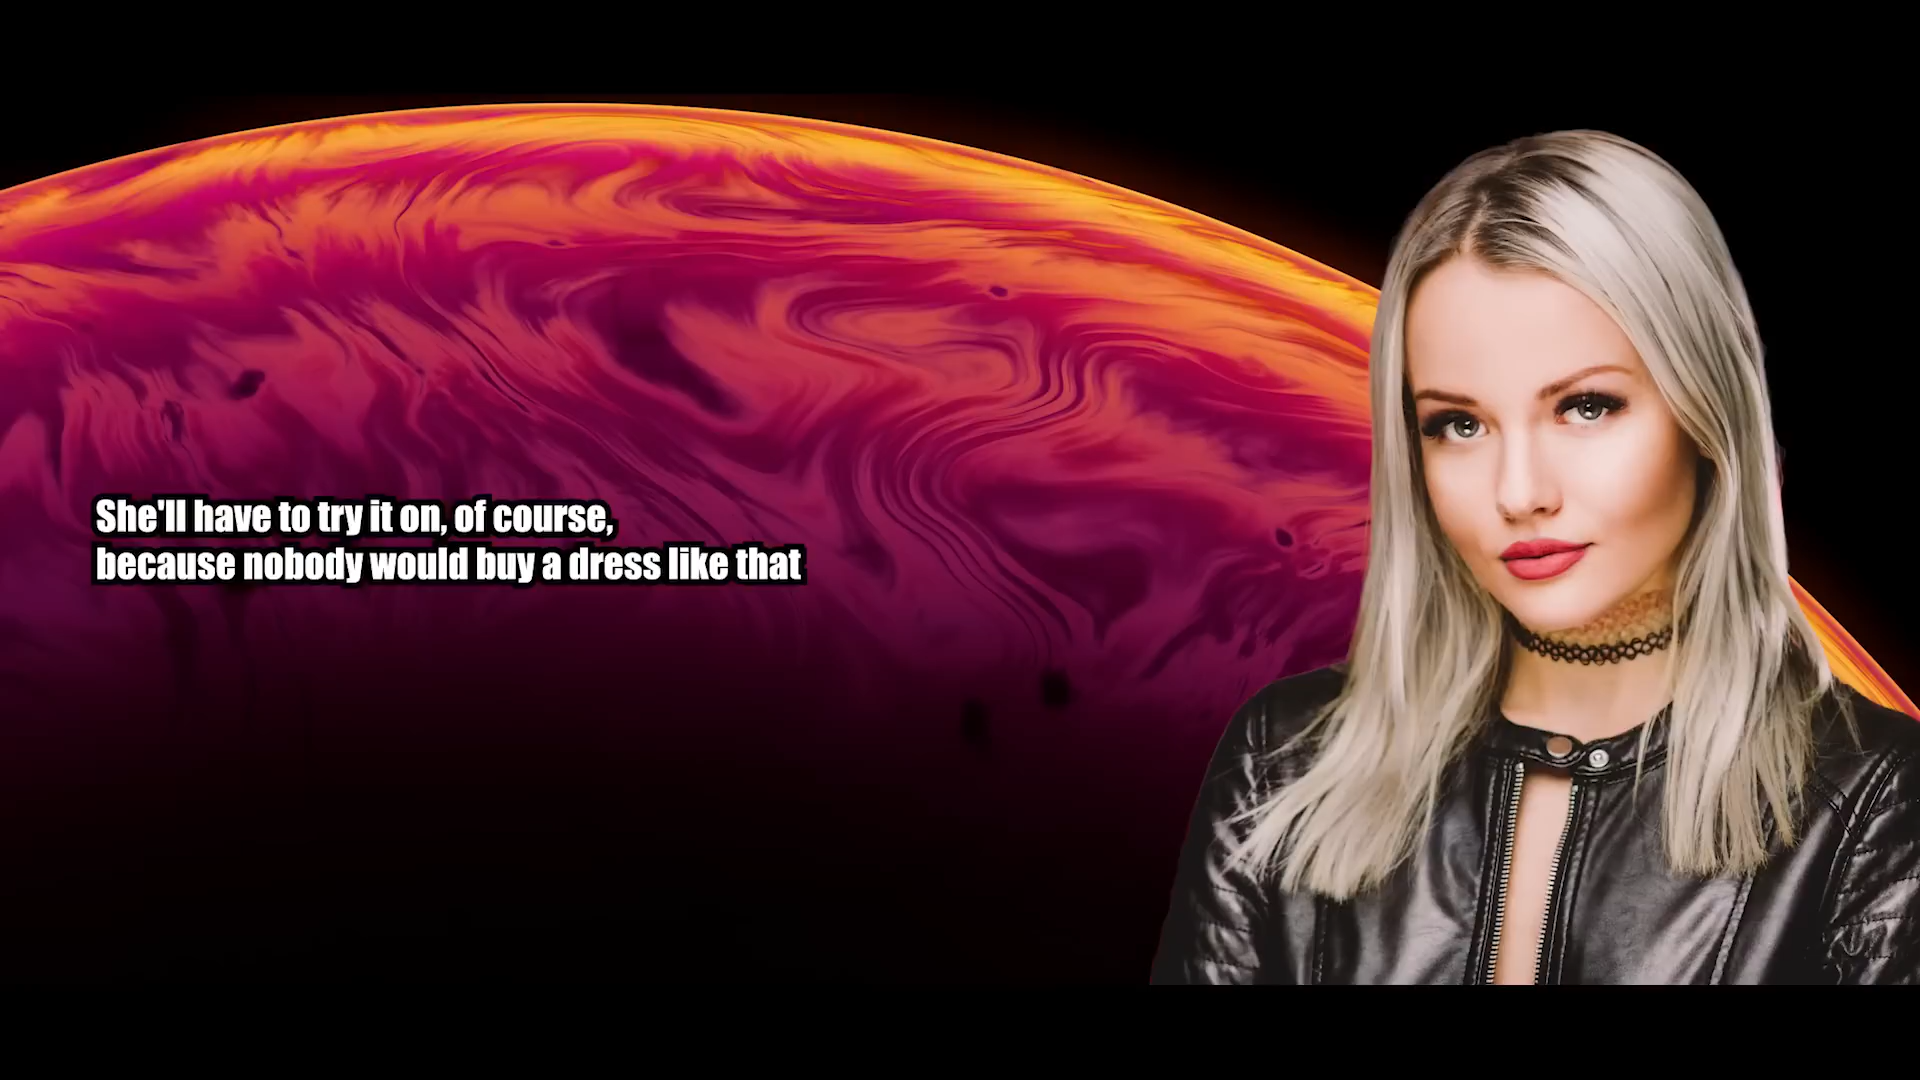 She'll have to try it on, of course,
because nobody would buy a dress like that